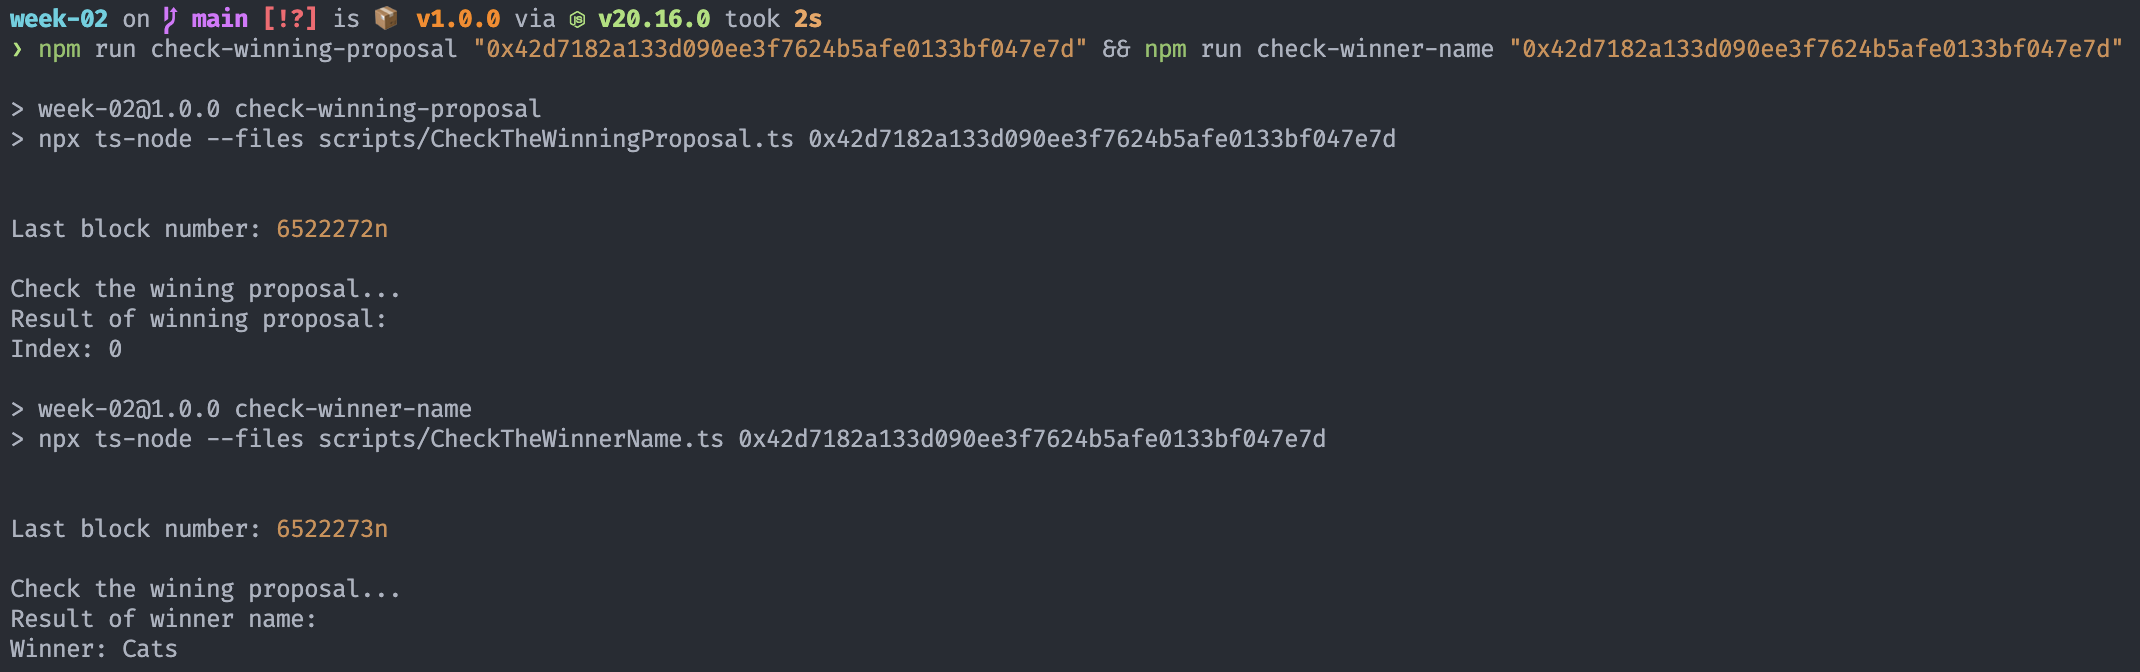 week-02 on main [!?] is 📦 v1.0.0 via v20.16.0 took 2s
❯ npm run check-winning-proposal "0x42d7182a133d090ee3f7624b5afe0133bf047e7d" && npm run check-winner-name "0x42d7182a133d090ee3f7624b5afe0133bf047e7d"
> week-02@1.0.0 check-winning-proposal
> npx ts-node --files scripts/CheckTheWinningProposal.ts 0x42d7182a133d090ee3f7624b5afe0133bf047e7d
Last block number: 6522272n
Check the wining proposal...
Result of winning proposal:
Index: 0
> week-02@1.0.0 check-winner-name
> npx ts-node --files scripts/CheckTheWinnerName.ts 0x42d7182a133d090ee3f7624b5afe0133bf047e7d
Last block number: 6522273n
Check the wining proposal...
Result of winner name:
Winner: Cats